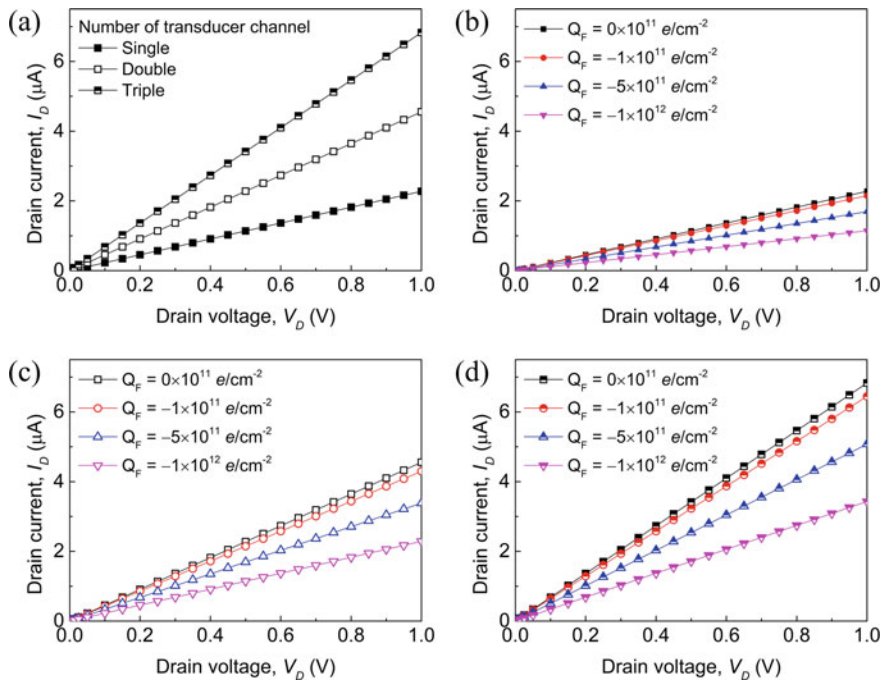 (a)
Number of transducer channel
Single
Double
Triple
Drain current, I_D (μA)
6
4
2
0
0.0 0.2 0.4 0.6 0.8 1.0
Drain voltage, V_D (V)
(b)
Q_F = 0×10^11 e/cm^-2
Q_F = −1×10^11 e/cm^-2
Q_F = −5×10^11 e/cm^-2
Q_F = −1×10^12 e/cm^-2
Drain current, I_D (μA)
6
4
2
0
0.0 0.2 0.4 0.6 0.8 1.0
Drain voltage, V_D (V)
(c)
Q_F = 0×10^11 e/cm^-2
Q_F = −1×10^11 e/cm^-2
Q_F = −5×10^11 e/cm^-2
Q_F = −1×10^12 e/cm^-2
Drain current, I_D (μA)
6
4
2
0
0.0 0.2 0.4 0.6 0.8 1.0
Drain voltage, V_D (V)
(d)
Q_F = 0×10^11 e/cm^-2
Q_F = −1×10^11 e/cm^-2
Q_F = −5×10^11 e/cm^-2
Q_F = −1×10^12 e/cm^-2
Drain current, I_D (μA)
6
4
2
0
0.0 0.2 0.4 0.6 0.8 1.0
Drain voltage, V_D (V)